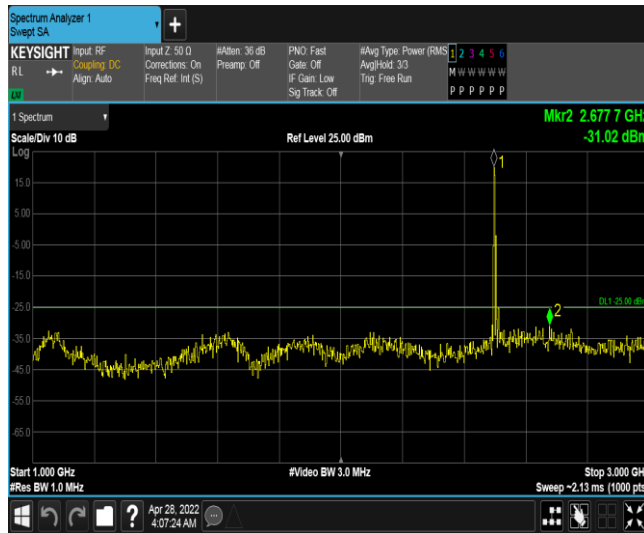 Spectrum Analyzer 1
Swept SA
+
KEYSIGHT
RL
LXI
Input: RF
Coupling: DC
Align: Auto
Input Z: 50 Ω
Corrections: On
Freq Ref: Int (S)
#Atten: 36 dB
Preamp: Off
PNO: Fast
Gate: Off
IF Gain: Low
Sig Track: Off
#Avg Type: Power (RMS
Avg|Hold: 3/3
Trig: Free Run
1 2 3 4 5 6
M W W W W W
P P P P P P
1 Spectrum
Scale/Div 10 dB
Ref Level 25.00 dBm
Mkr2 2.677 7 GHz
-31.02 dBm
Log
15.0
5.00
-5.00
-15.0
-25.0
-35.0
-45.0
-55.0
-65.0
1
2
DL1 -25.00 dBm
Start 1.000 GHz
#Res BW 1.0 MHz
#Video BW 3.0 MHz
Stop 3.000 GHz
Sweep ~2.13 ms (1000 pts)
?
Apr 28, 2022
4:07:24 AM